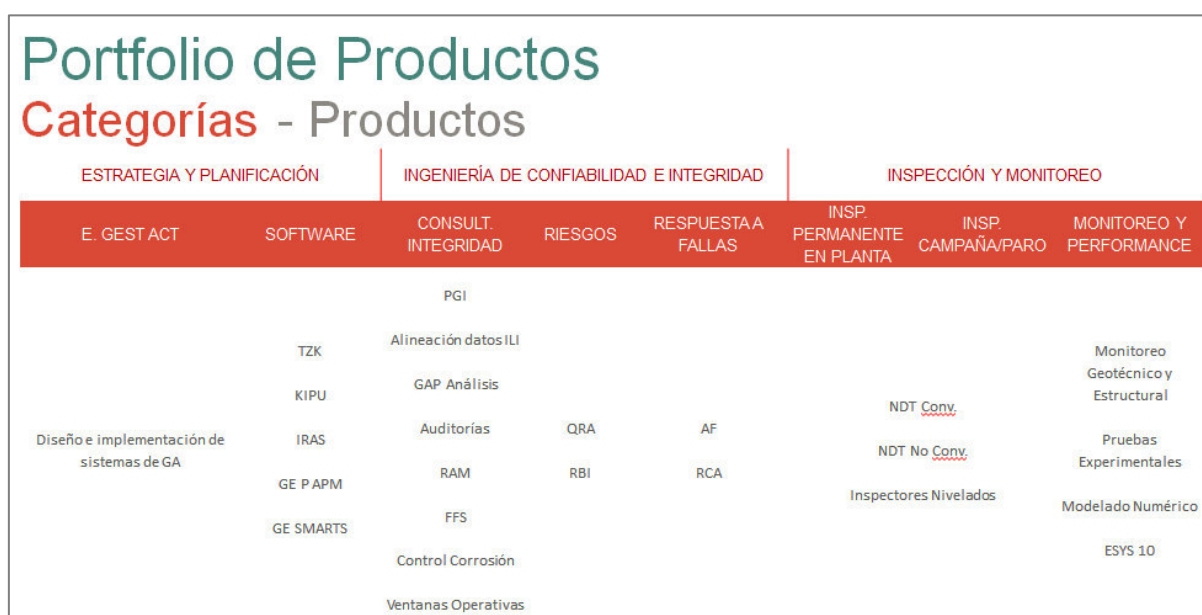 Portfolio de Productos
Categorías - Productos
ESTRATEGIA Y PLANIFICACIÓN
INGENIERÍA DE CONFIABILIDAD E INTEGRIDAD
INSPECCIÓN Y MONITOREO
E. GEST ACT
SOFTWARE
CONSULT.
INTEGRIDAD
RIESGOS
RESPUESTA A
FALLAS
INSP.
PERMANENTE
EN PLANTA
INSP.
CAMPAÑA/PARO
MONITOREO Y
PERFORMANCE
Diseño e implementación de
sistemas de GA
TZK
KIPU
IRAS
GE P APM
GE SMARTS
PGI
Alineación datos ILI
GAP Análisis
Auditorías
RAM
FFS
Control Corrosión
Ventanas Operativas
QRA
RBI
AF
RCA
NDT Conv.
NDT No Conv.
Inspectores Nivelados
Monitoreo
Geotécnico y
Estructural
Pruebas
Experimentales
Modelado Numérico
ESYS 10